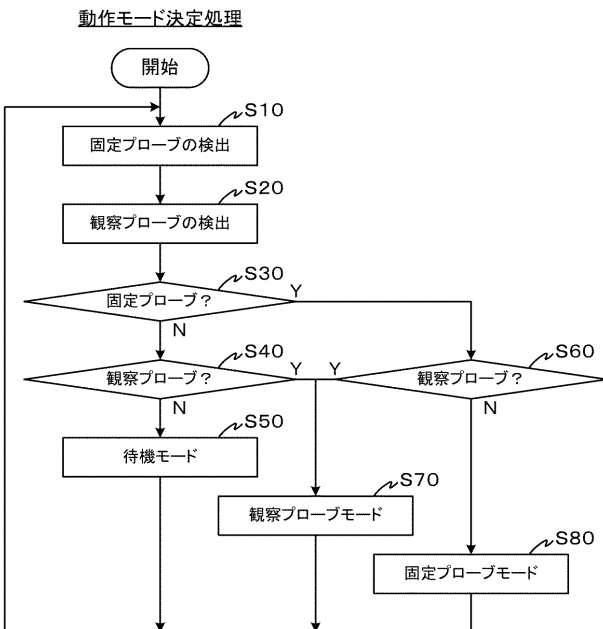 動作モード決定処理
開始
S10
固定プローブの検出
S20
観察プローブの検出
S30
Y
固定プローブ？
N
S40
Y
Y
S60
観察プローブ？
観察プローブ？
N
N
S50
待機モード
S70
観察プローブモード
S80
固定プローブモード